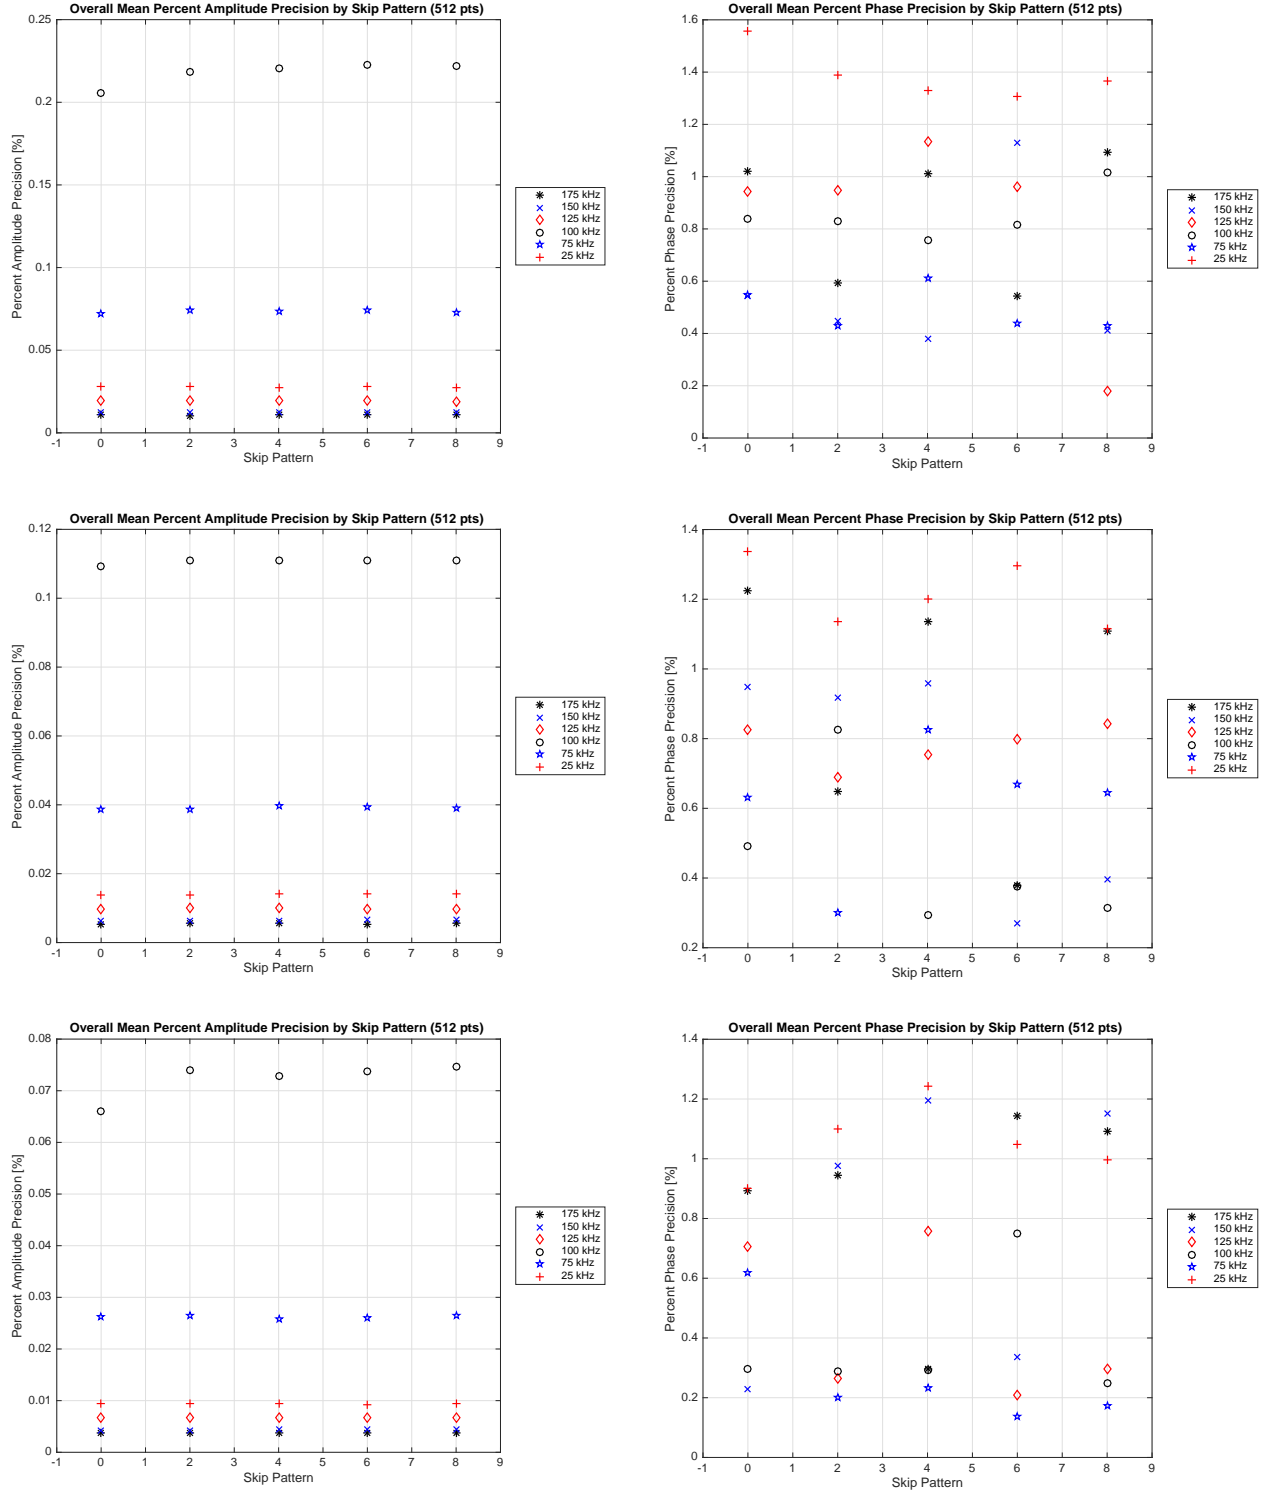 Overall Mean Percent Amplitude Precision by Skip Pattern (512 pts)
Percent Amplitude Precision [%]
0.25
0.2
0.15
0.1
0.05
0
-1 0 1 2 3 4 5 6 7 8 9
Skip Pattern
175 kHz
150 kHz
125 kHz
100 kHz
75 kHz
25 kHz
Overall Mean Percent Phase Precision by Skip Pattern (512 pts)
Percent Phase Precision [%]
1.6
1.4
1.2
1
0.8
0.6
0.4
0.2
0
-1 0 1 2 3 4 5 6 7 8 9
Skip Pattern
175 kHz
150 kHz
125 kHz
100 kHz
75 kHz
25 kHz
Overall Mean Percent Amplitude Precision by Skip Pattern (512 pts)
Percent Amplitude Precision [%]
0.12
0.1
0.08
0.06
0.04
0.02
0
-1 0 1 2 3 4 5 6 7 8 9
Skip Pattern
175 kHz
150 kHz
125 kHz
100 kHz
75 kHz
25 kHz
Overall Mean Percent Phase Precision by Skip Pattern (512 pts)
Percent Phase Precision [%]
1.4
1.2
1
0.8
0.6
0.4
0.2
-1 0 1 2 3 4 5 6 7 8 9
Skip Pattern
175 kHz
150 kHz
125 kHz
100 kHz
75 kHz
25 kHz
Overall Mean Percent Amplitude Precision by Skip Pattern (512 pts)
Percent Amplitude Precision [%]
0.08
0.07
0.06
0.05
0.04
0.03
0.02
0.01
0
-1 0 1 2 3 4 5 6 7 8 9
Skip Pattern
175 kHz
150 kHz
125 kHz
100 kHz
75 kHz
25 kHz
Overall Mean Percent Phase Precision by Skip Pattern (512 pts)
Percent Phase Precision [%]
1.4
1.2
1
0.8
0.6
0.4
0.2
0
-1 0 1 2 3 4 5 6 7 8 9
Skip Pattern
175 kHz
150 kHz
125 kHz
100 kHz
75 kHz
25 kHz